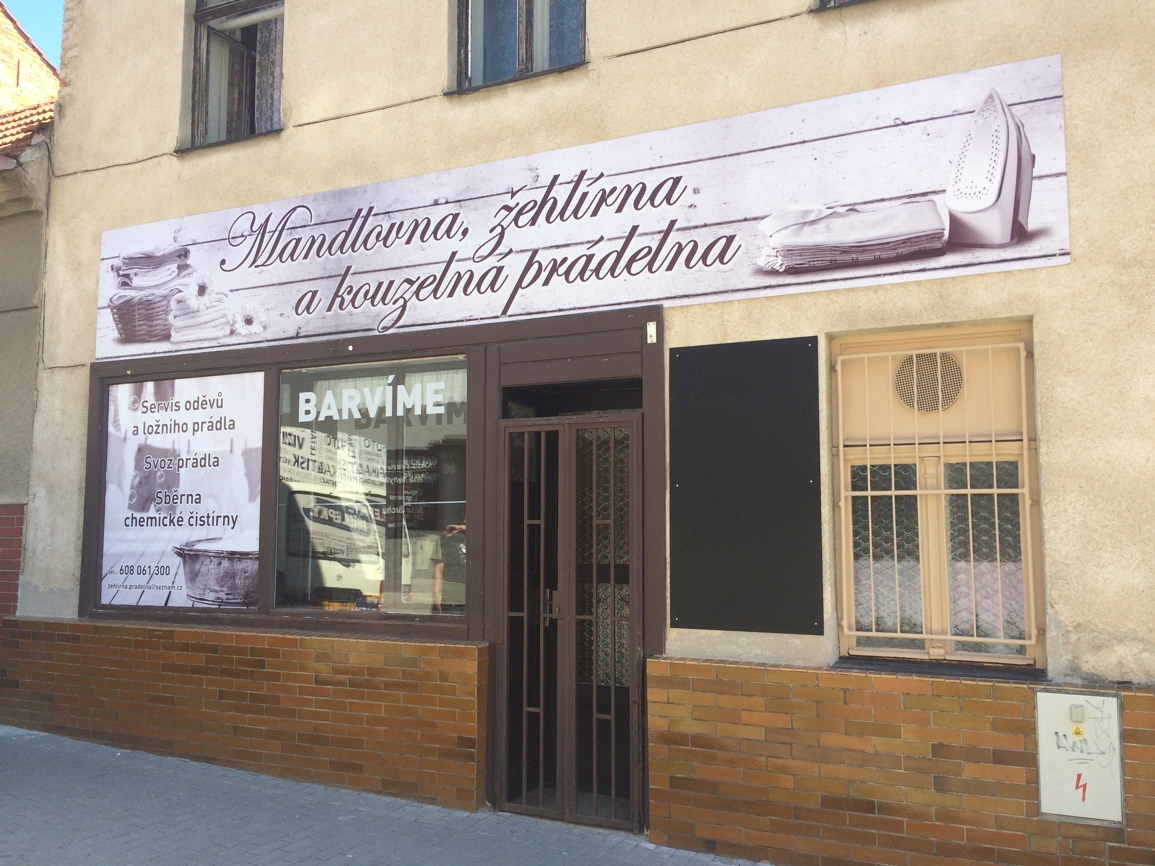 Mandlovna, žehlírna
a kouzelná prádelna
Servis oděvů
a ložního prádla
Svoz prádla
Sběrna
chemické čistírny
tel. 608 061 300
zehlirna.pradelna@seznam.cz
BARVÍME